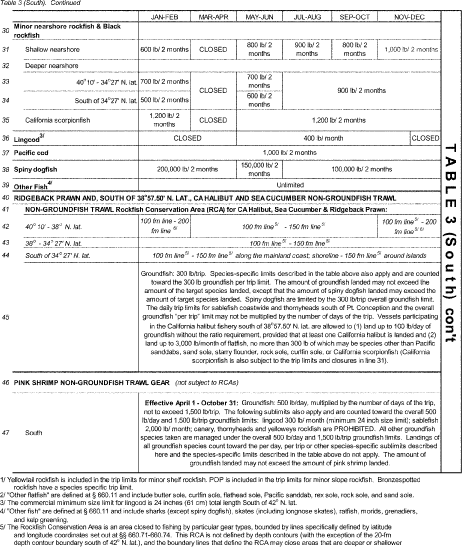 Table 3 (South). Continued
JAN-FEB MAR-APR MAY-JUN JUL-AUG SEP-OCT NOV-DEC
30 Minor nearshore rockfish & Black rockfish
31 Shallow nearshore 600 lb/ 2 months CLOSED 800 lb/ 2 months 900 lb/ 2 months 800 lb/ 2 months 1,000 lb/ 2 months
32 Deeper nearshore
33 40°10' - 34°27' N. lat. 700 lb/ 2 months CLOSED 700 lb/ 2 months 900 lb/ 2 months
34 South of 34°27' N. lat. 500 lb/ 2 months 600 lb/ 2 months
35 California scorpionfish 1,200 lb/ 2 months CLOSED 1,200 lb/ 2 months
36 Lingcod3/ CLOSED 400 lb/ month CLOSED
37 Pacific cod 1,000 lb/ 2 months
38 Spiny dogfish 200,000 lb/ 2 months 150,000 lb/ 2 months 100,000 lb/ 2 months
39 Other Fish4/ Unlimited
40 RIDGEBACK PRAWN AND, SOUTH OF 38°57.50' N. LAT., CA HALIBUT AND SEA CUCUMBER NON-GROUNDFISH TRAWL
41 NON-GROUNDFISH TRAWL Rockfish Conservation Area (RCA) for CA Halibut, Sea Cucumber & Ridgeback Prawn:
42 40°10' - 38° N. lat. 100 fm line - 200 fm line5/ 100 fm line5/ - 150 fm line5/ 100 fm line5/ - 200 fm line
43 38° - 34°27' N. lat. 100 fm line5/ - 150 fm line5/
44 South of 34°27' N. lat. 100 fm line5/ - 150 fm line5/ along the mainland coast; shoreline - 150 fm line5/ around islands
45 Groundfish: 300 lb/trip. Species-specific limits described in the table above also apply and are counted
toward the 300 lb groundfish per trip limit. The amount of groundfish landed may not exceed the
amount of the target species landed, except that the amount of spiny dogfish landed may exceed the
amount of target species landed. Spiny dogfish are limited by the 300 lb/trip overall groundfish limit.
The daily trip limits for sablefish coastwide and thornyheads south of Pt. Conception and the overall
groundfish "per trip" limit may not be multiplied by the number of days of the trip. Vessels participating
in the California halibut fishery south of 38°57.50' N. lat. are allowed to (1) land up to 100 lb/day of
groundfish without the ratio requirement, provided that at least one California halibut is landed and (2)
land up to 3,000 lb/month of flatfish, no more than 300 lb of which may be species other than Pacific
sanddabs, sand sole, starry flounder, rock sole, curlfin sole, or California scorpionfish (California
scorpionfish is also subject to the trip limits and closures in line 31).
46 PINK SHRIMP NON-GROUNDFISH TRAWL GEAR (not subject to RCAs)
47 South Effective April 1 - October 31: Groundfish: 500 lb/day, multiplied by the number of days of the trip,
not to exceed 1,500 lb/trip. The following sublimits also apply and are counted toward the overall 500
lb/day and 1,500 lb/trip groundfish limits: lingcod 300 lb/ month (minimum 24 inch size limit); sablefish
2,000 lb/ month; canary, thornyheads and yelloweye rockfish are PROHIBITED. All other groundfish
species taken are managed under the overall 500 lb/day and 1,500 lb/trip groundfish limits. Landings of
all groundfish species count toward the per day, per trip or other species-specific sublimits described
here and the species-specific limits described in the table above do not apply. The amount of
groundfish landed may not exceed the amount of pink shrimp landed.
TABLE 3 (South) con't
1/ Yellowtail rockfish is included in the trip limits for minor shelf rockfish. POP is included in the trip limits for minor slope rockfish. Bronzespotted
rockfish have a species specific trip limit.
2/ "Other flatfish" are defined at § 660.11 and include butter sole, curlfin sole, flathead sole, Pacific sanddab, rex sole, rock sole, and sand sole.
3/ The commercial minimum size limit for lingcod is 24 inches (61 cm) total length South of 42° N. lat.
4/ "Other fish" are defined at § 660.11 and include sharks (except spiny dogfish), skates (including longnose skates), ratfish, morids, grenadiers,
and kelp greenling.
5/ The Rockfish Conservation Area is an area closed to fishing by particular gear types, bounded by lines specifically defined by latitude
and longitude coordinates set out at §§ 660.71-660.74. This RCA is not defined by depth contours (with the exception of the 20-fm
depth contour boundary south of 42° N. lat.), and the boundary lines that define the RCA may close areas that are deeper or shallower